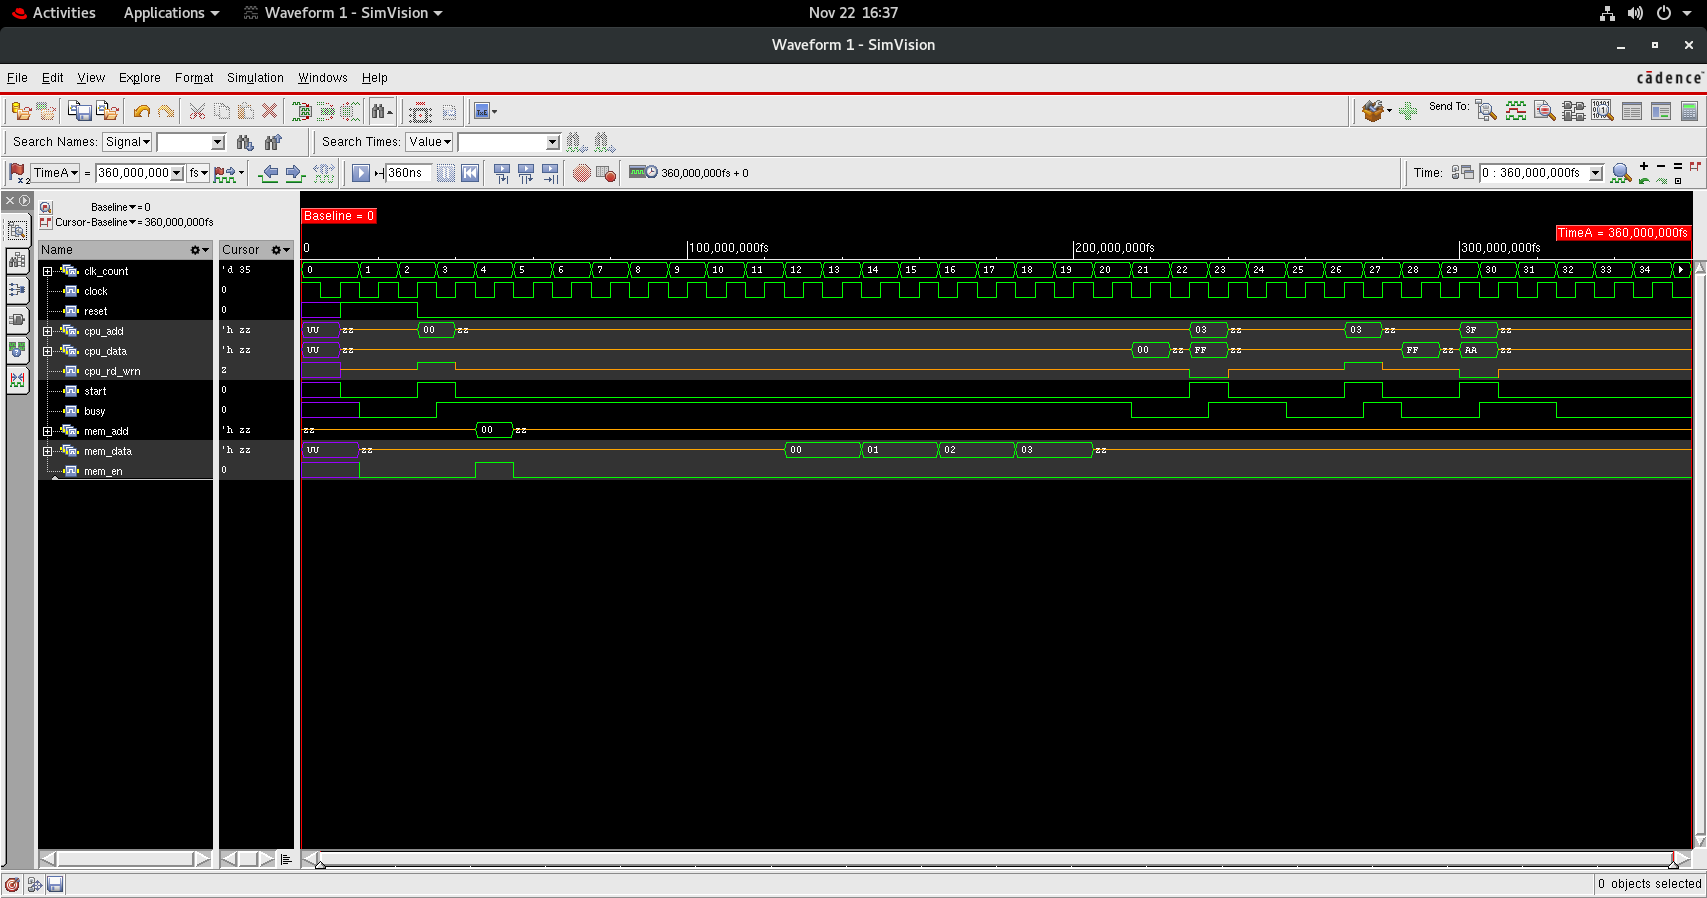 Activities Applications Waveform 1 - SimVision Nov 22 16:37
Waveform 1 - SimVision
File Edit View Explore Format Simulation Windows Help cādence
Send To:
Search Names: Signal Search Times: Value
TimeA = 360,000,000 fs 360ns 360,000,000fs + 0 Time: 0 : 360,000,000fs
Baseline = 0
Cursor-Baseline = 360,000,000fs
Baseline = 0
TimeA = 360,000,000fs
Name Cursor 0 100,000,000fs 200,000,000fs 300,000,000fs
clk_count 'd 35 0 1 2 3 4 5 6 7 8 9 10 11 12 13 14 15 16 17 18 19 20 21 22 23 24 25 26 27 28 29 30 31 32 33 34
clock 0
reset 0
cpu_add 'h zz UU zz 00 zz 03 zz 03 zz 3F zz
cpu_data 'h zz UU zz 00 zz FF zz FF zz AA zz
cpu_rd_wrn z
start 0
busy 0
mem_add 'h zz zz 00 zz
mem_data 'h zz UU zz 00 01 02 03 zz
mem_en 0
0 objects selected